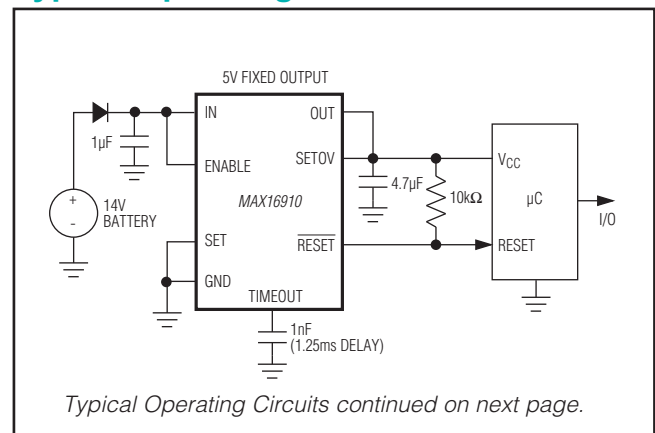 5V FIXED OUTPUT
IN
OUT
1µF
ENABLE
SETOV
VCC
4.7µF
10kΩ
µC
I/O
MAX16910
+
-
14V
BATTERY
SET
RESET
RESET
GND
TIMEOUT
1nF
(1.25ms DELAY)
Typical Operating Circuits continued on next page.